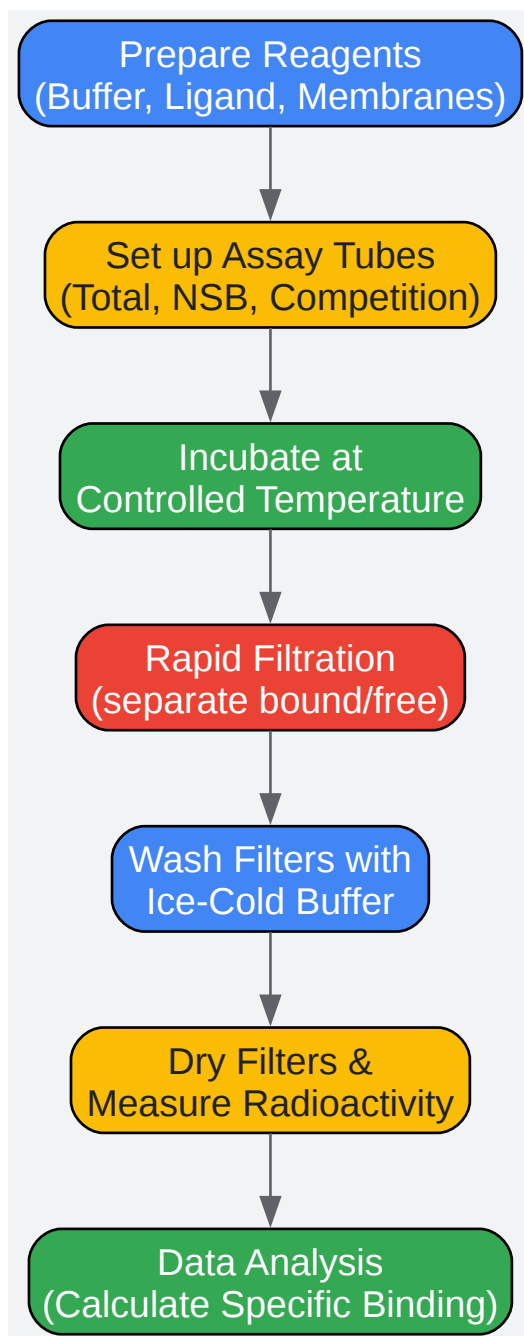 Prepare Reagents
(Buffer, Ligand, Membranes)
Set up Assay Tubes
(Total, NSB, Competition)
Incubate at
Controlled Temperature
Rapid Filtration
(separate bound/free)
Wash Filters with
Ice-Cold Buffer
Dry Filters &
Measure Radioactivity
Data Analysis
(Calculate Specific Binding)